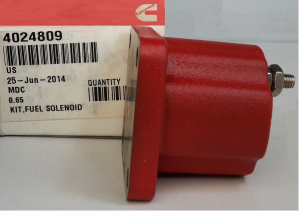 4024809
US
25-Jun-2014
MDC
QUANTITY
0.65
KIT,FUEL SOLENOID